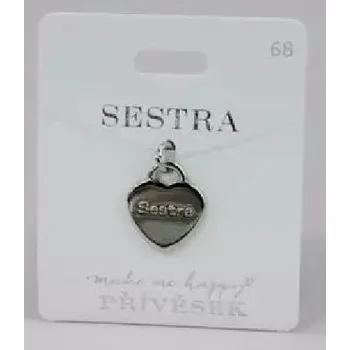 68
SESTRA
Sestra
make me happy
PŘÍVĚSEK